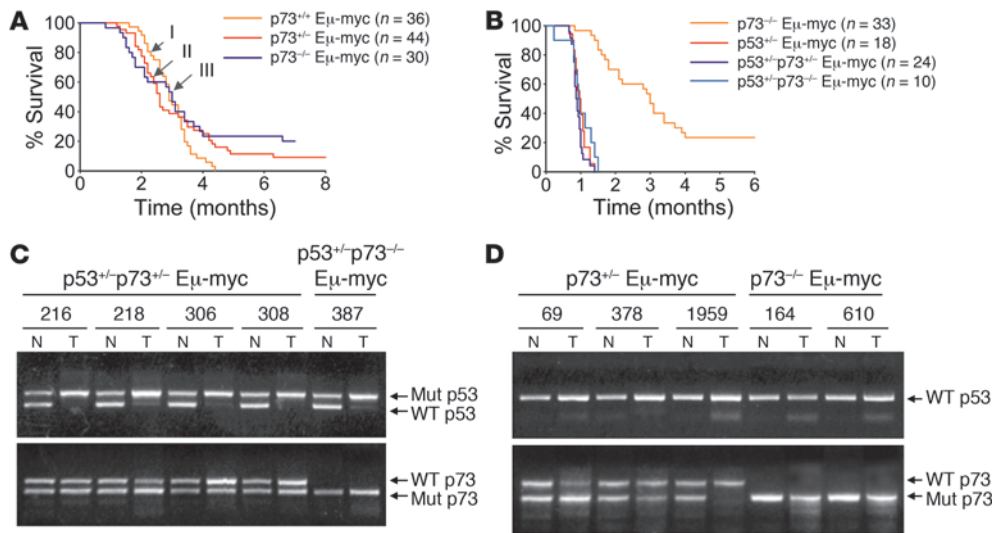 A
% Survival
100
80
60
40
20
0
0 2 4 6 8
Time (months)
I
II
III
p73+/+ Eμ-myc (n = 36)
p73+/– Eμ-myc (n = 44)
p73–/– Eμ-myc (n = 30)
B
% Survival
100
80
60
40
20
0
0 1 2 3 4 5 6
Time (months)
p73–/– Eμ-myc (n = 33)
p53+/– Eμ-myc (n = 18)
p53+/–p73+/– Eμ-myc (n = 24)
p53+/–p73–/– Eμ-myc (n = 10)
C
p53+/–p73+/– Eμ-myc
p53+/–p73–/–
Eμ-myc
216 218 306 308 387
N T N T N T N T N T
Mut p53
WT p53
WT p73
Mut p73
D
p73+/– Eμ-myc p73–/– Eμ-myc
69 378 1959 164 610
N T N T N T N T N T
WT p53
WT p73
Mut p73